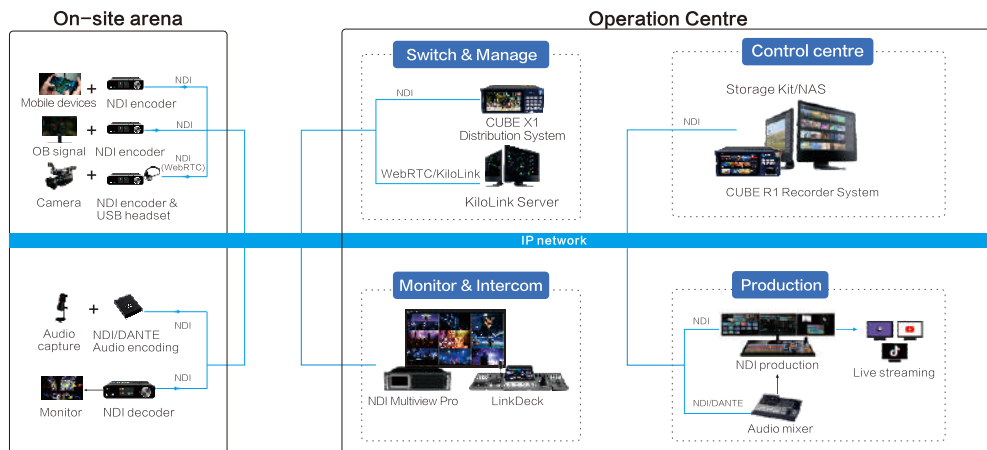 On-site arena
Operation Centre
NDI
Mobile devices
NDI encoder
NDI
OB signal
NDI encoder
NDI
(WebRTC)
Camera
NDI encoder &
USB headset
Switch & Manage
NDI
CUBE X1
Distribution System
WebRTC/KiloLink
KiloLink Server
Control centre
Storage Kit/NAS
NDI
CUBE R1 Recorder System
IP network
NDI
Audio
capture
NDI/DANTE
Audio encoding
NDI
Monitor
NDI decoder
Monitor & Intercom
NDI Multiview Pro
LinkDeck
Production
NDI
NDI production
Live streaming
NDI/DANTE
Audio mixer